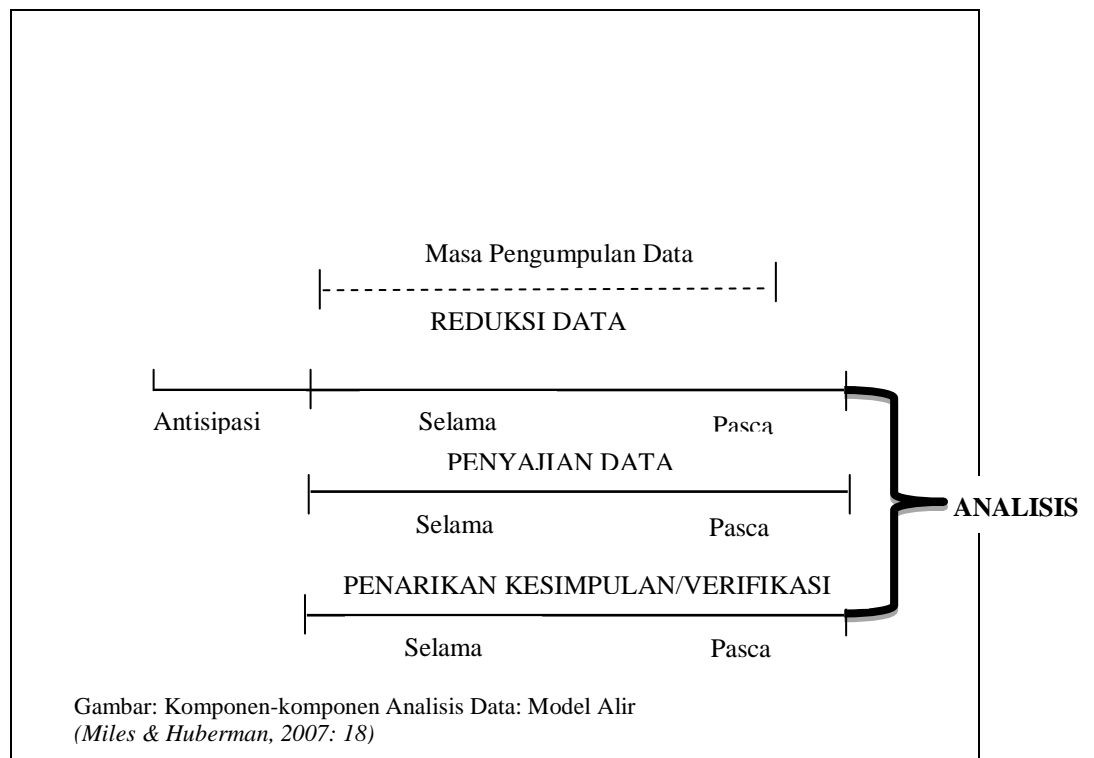 Masa Pengumpulan Data
REDUKSI DATA
Antisipasi Selama Pasca
PENYAJIAN DATA
ANALISIS
Selama Pasca
PENARIKAN KESIMPULAN/VERIFIKASI
Selama Pasca
Gambar: Komponen-komponen Analisis Data: Model Alir
(Miles & Huberman, 2007: 18)